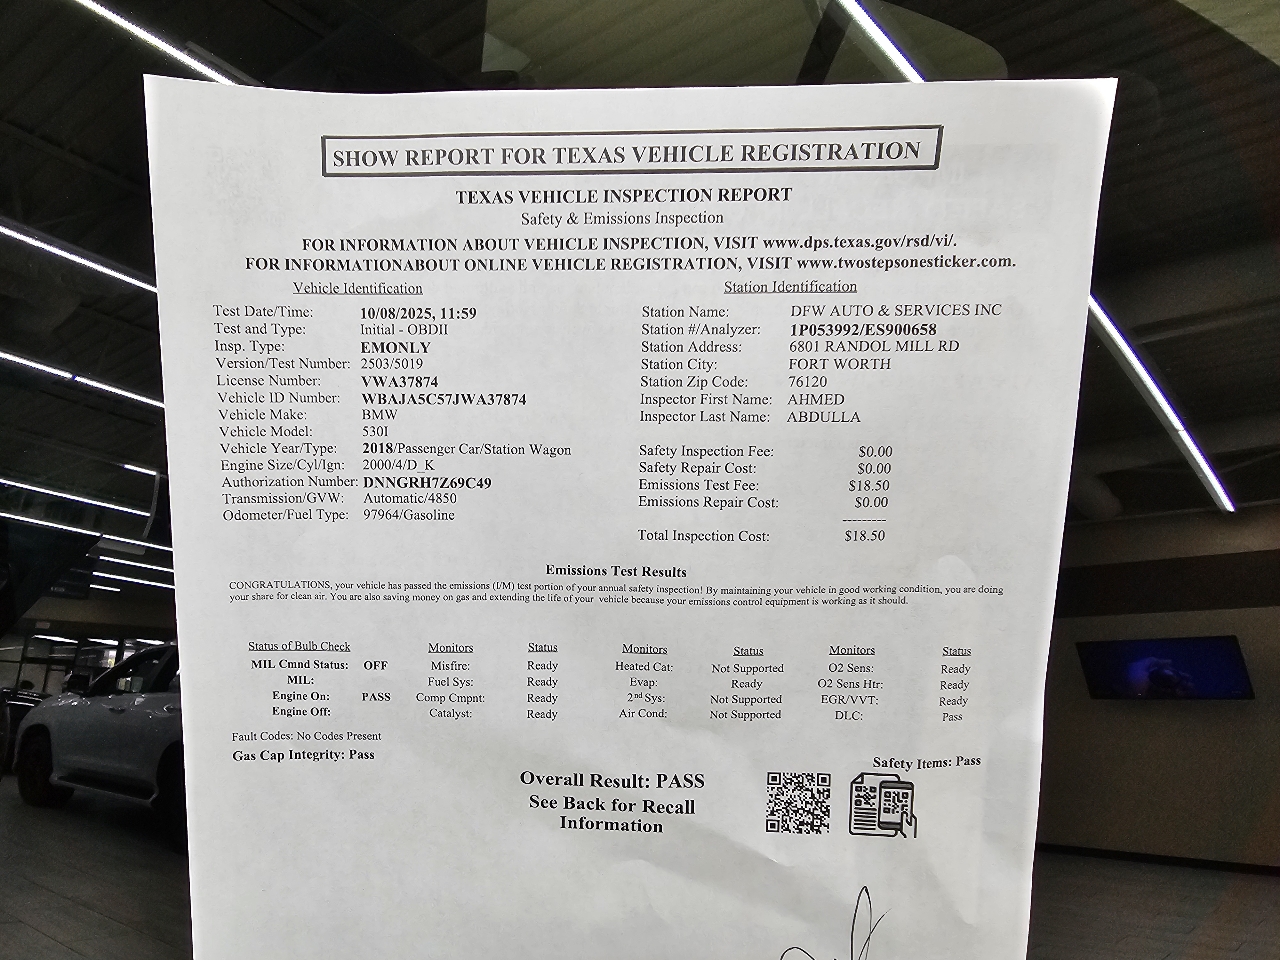 SHOW REPORT FOR TEXAS VEHICLE REGISTRATION
TEXAS VEHICLE INSPECTION REPORT
Safety & Emissions Inspection
FOR INFORMATION ABOUT VEHICLE INSPECTION, VISIT www.dps.texas.gov/rsd/vi/.
FOR INFORMATIONABOUT ONLINE VEHICLE REGISTRATION, VISIT www.twostepsonesticker.com.
Vehicle Identification
Test Date/Time: 10/08/2025, 11:59
Test and Type: Initial - OBDII
Insp. Type: EMONLY
Version/Test Number: 2503/5019
License Number: VWA37874
Vehicle ID Number: WBAJA5C57JWA37874
Vehicle Make: BMW
Vehicle Model: 530I
Vehicle Year/Type: 2018/Passenger Car/Station Wagon
Engine Size/Cyl/Ign: 2000/4/D_K
Authorization Number: DNNGRH7Z69C49
Transmission/GVW: Automatic/4850
Odometer/Fuel Type: 97964/Gasoline
Station Identification
Station Name: DFW AUTO & SERVICES INC
Station #/Analyzer: 1P053992/ES900658
Station Address: 6801 RANDOL MILL RD
Station City: FORT WORTH
Station Zip Code: 76120
Inspector First Name: AHMED
Inspector Last Name: ABDULLA
Safety Inspection Fee: $0.00
Safety Repair Cost: $0.00
Emissions Test Fee: $18.50
Emissions Repair Cost: $0.00
---------
Total Inspection Cost: $18.50
Emissions Test Results
CONGRATULATIONS, your vehicle has passed the emissions (I/M) test portion of your annual safety inspection! By maintaining your vehicle in good working condition, you are doing
your share for clean air. You are also saving money on gas and extending the life of your vehicle because your emissions control equipment is working as it should.
Status of Bulb Check Monitors Status Monitors Status Monitors Status
MIL Cmnd Status: OFF Misfire: Ready Heated Cat: Not Supported O2 Sens: Ready
MIL: Fuel Sys: Ready Evap: Ready O2 Sens Htr: Ready
Engine On: PASS Comp Cmpnt: Ready 2nd Sys: Not Supported EGR/VVT: Ready
Engine Off: Catalyst: Ready Air Cond: Not Supported DLC: Pass
Fault Codes: No Codes Present
Gas Cap Integrity: Pass
Safety Items: Pass
Overall Result: PASS
See Back for Recall
Information